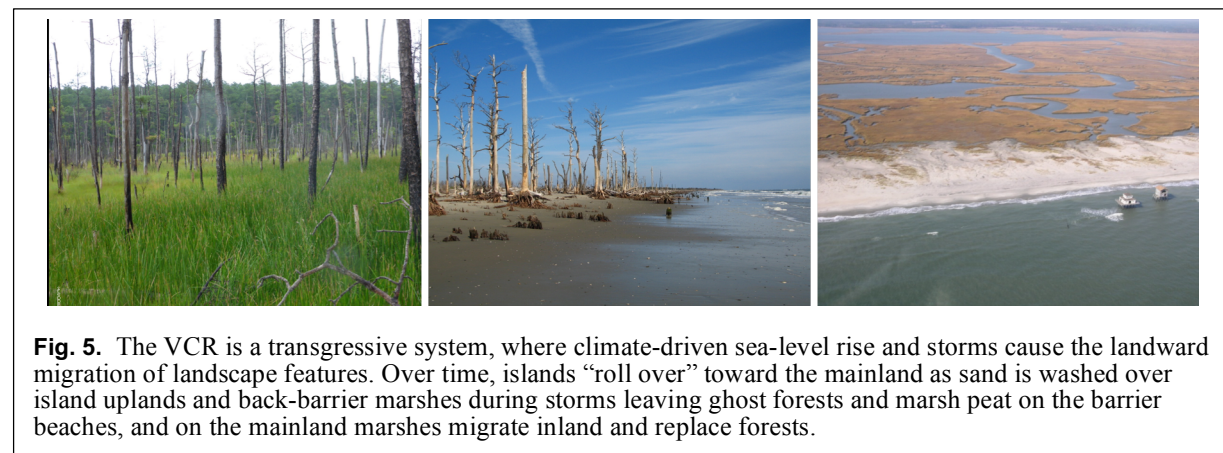 Fig. 5. The VCR is a transgressive system, where climate-driven sea-level rise and storms cause the landward
migration of landscape features. Over time, islands “roll over” toward the mainland as sand is washed over
island uplands and back-barrier marshes during storms leaving ghost forests and marsh peat on the barrier
beaches, and on the mainland marshes migrate inland and replace forests.